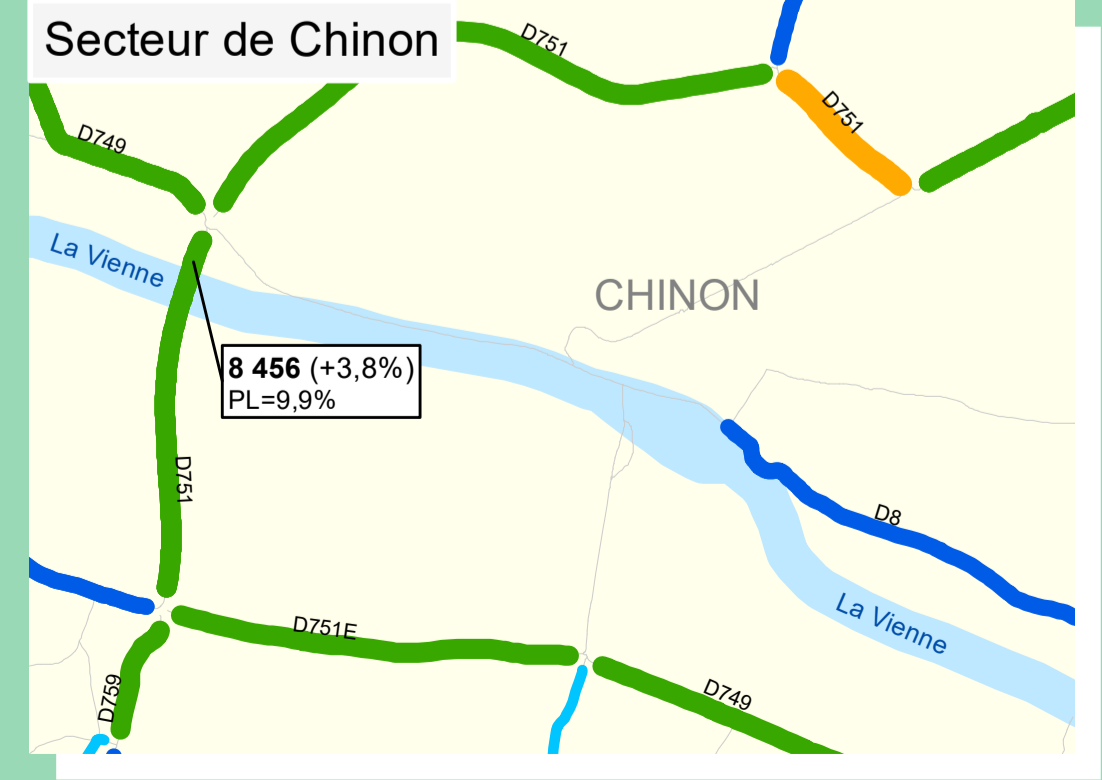 Secteur de Chinon
D751
D751
D749
La Vienne
CHINON
8 456 (+3,8%)
PL=9,9%
D751
D8
La Vienne
D751E
D759
D749